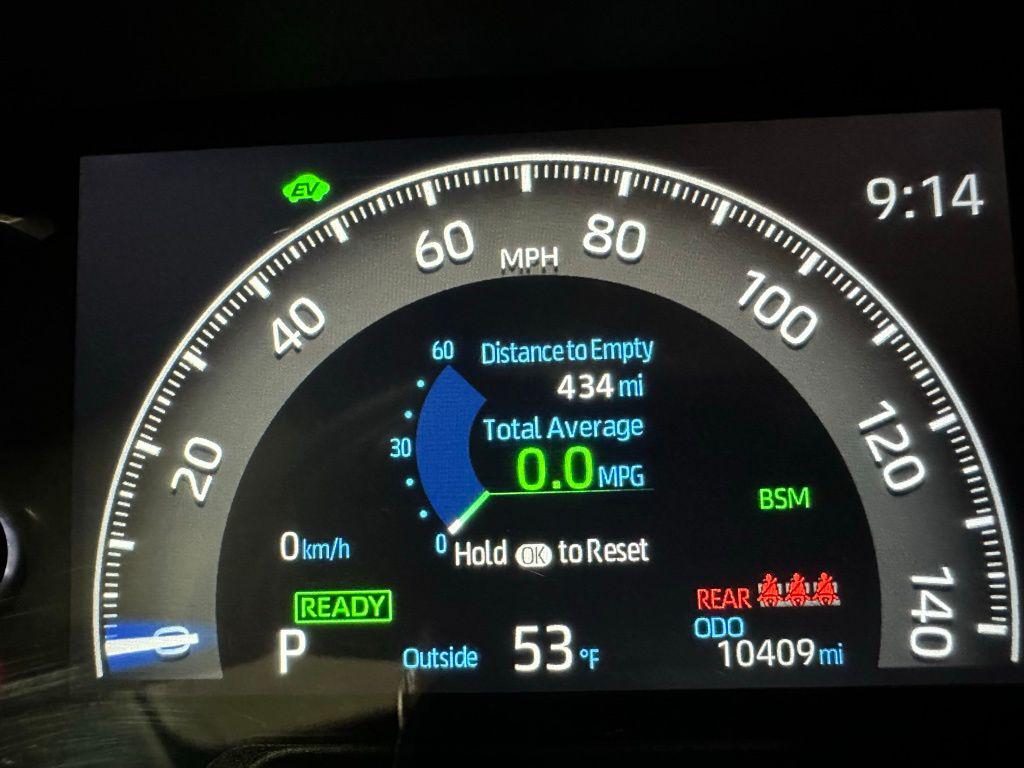 EV
9:14
MPH
0
20
40
60
80
100
120
140
60
30
0
Distance to Empty
434 mi
Total Average
0.0 MPG
Hold OK to Reset
BSM
0 km/h
READY
P
Outside 53 °F
REAR
ODO
10409 mi